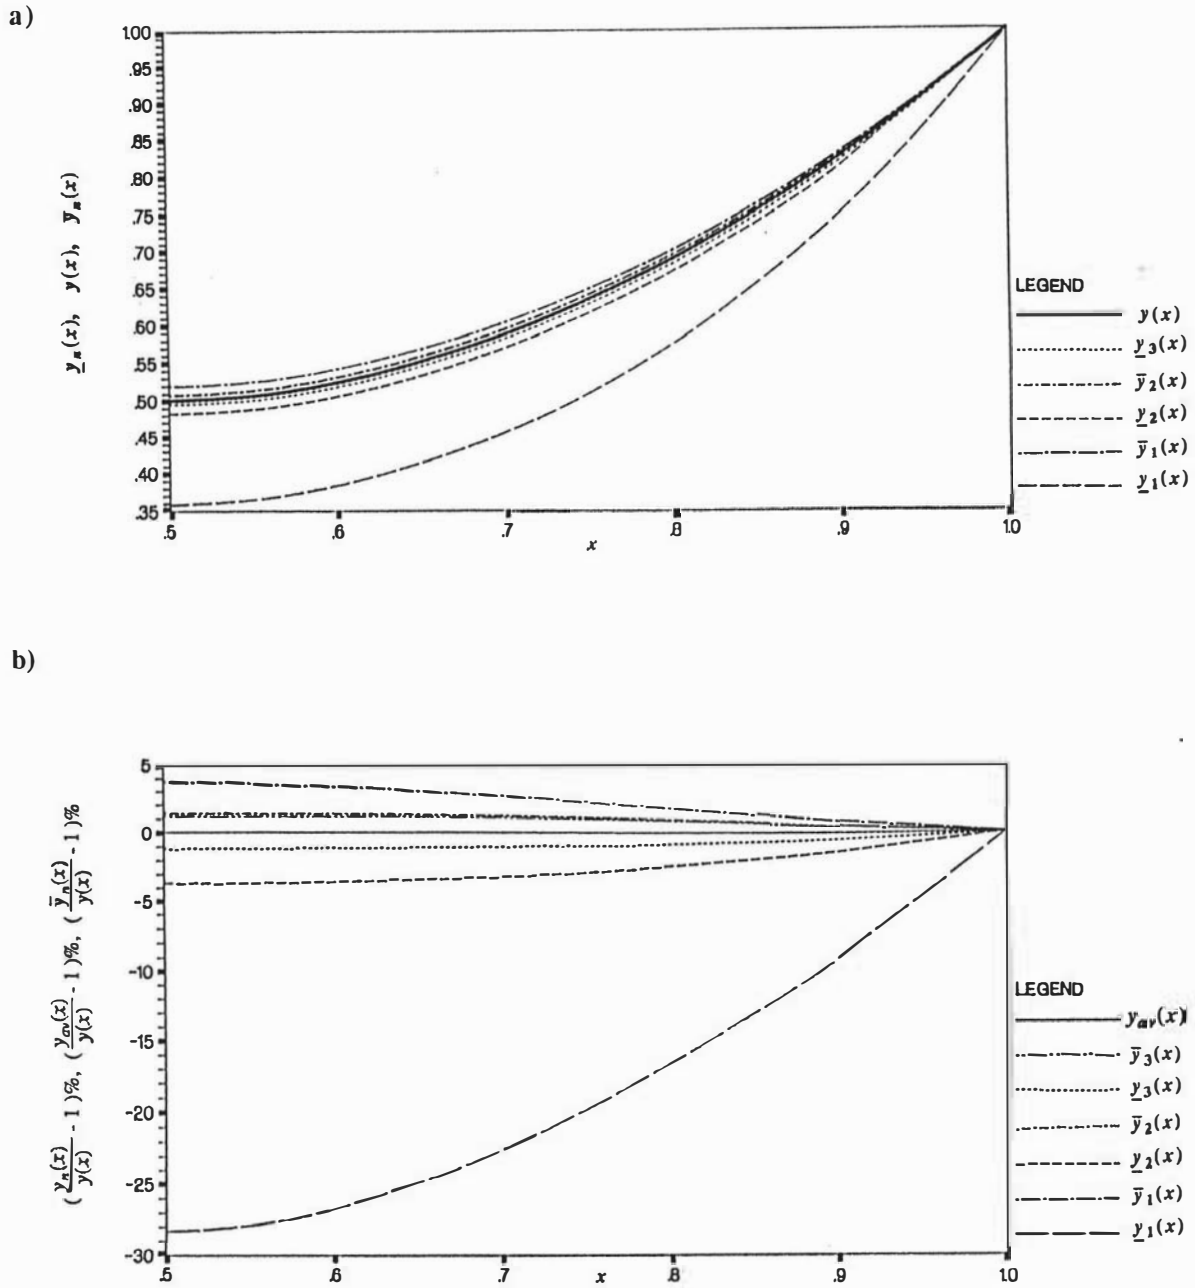 a)
1.00
.95
.90
.85
.80
.75
.70
.65
.60
.55
.50
.45
.40
.35
y̲ₙ(x), y(x), ȳₙ(x)
.5
.6
.7
.8
.9
1.0
x
LEGEND
y(x)
y̲₃(x)
ȳ₂(x)
y̲₂(x)
ȳ₁(x)
y̲₁(x)
b)
5
0
-5
-10
-15
-20
-25
-30
(y̲ₙ(x)/y(x) - 1)%, (y_av(x)/y(x) - 1)%, (ȳₙ(x)/y(x) - 1)%
.5
.6
.7
x
.8
.9
1.0
LEGEND
y_av(x)
ȳ₃(x)
y̲₃(x)
ȳ₂(x)
y̲₂(x)
ȳ₁(x)
y̲₁(x)